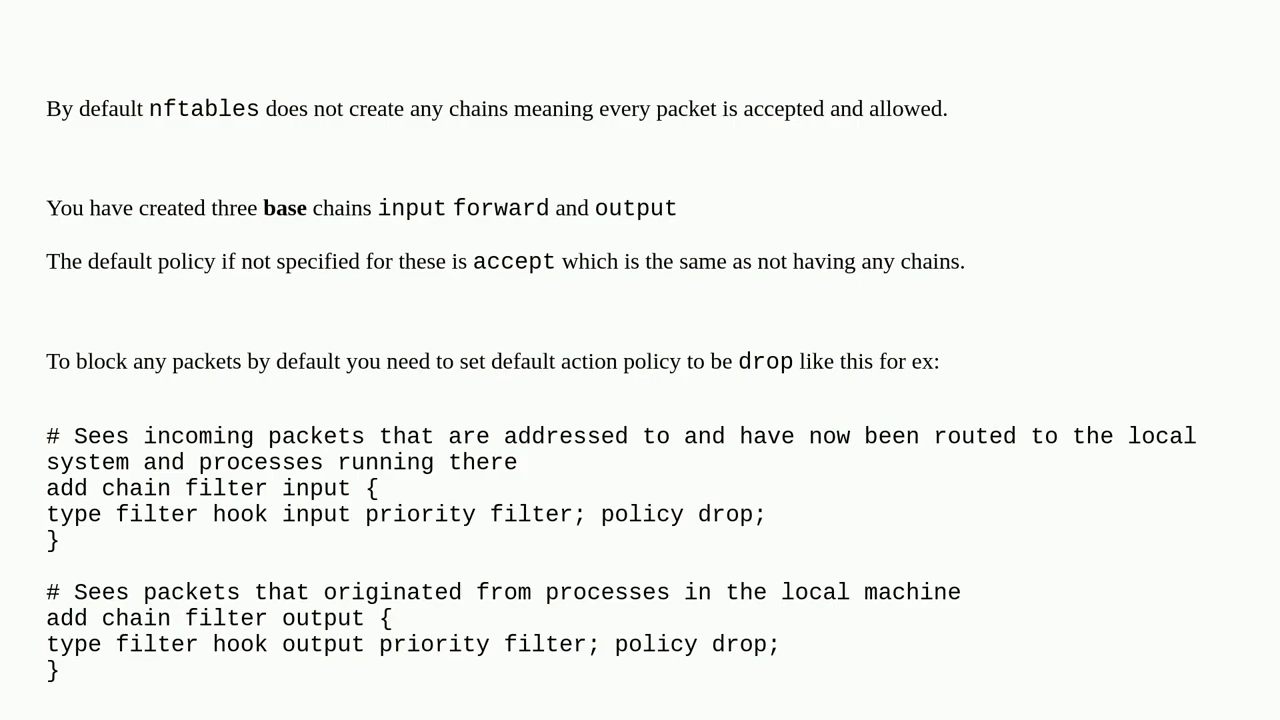 By default nftables does not create any chains meaning every packet is accepted and allowed.
You have created three base chains input forward and output
The default policy if not specified for these is accept which is the same as not having any chains.
To block any packets by default you need to set default action policy to be drop like this for ex:
# Sees incoming packets that are addressed to and have now been routed to the local
system and processes running there
add chain filter input {
type filter hook input priority filter; policy drop;
}
# Sees packets that originated from processes in the local machine
add chain filter output {
type filter hook output priority filter; policy drop;
}